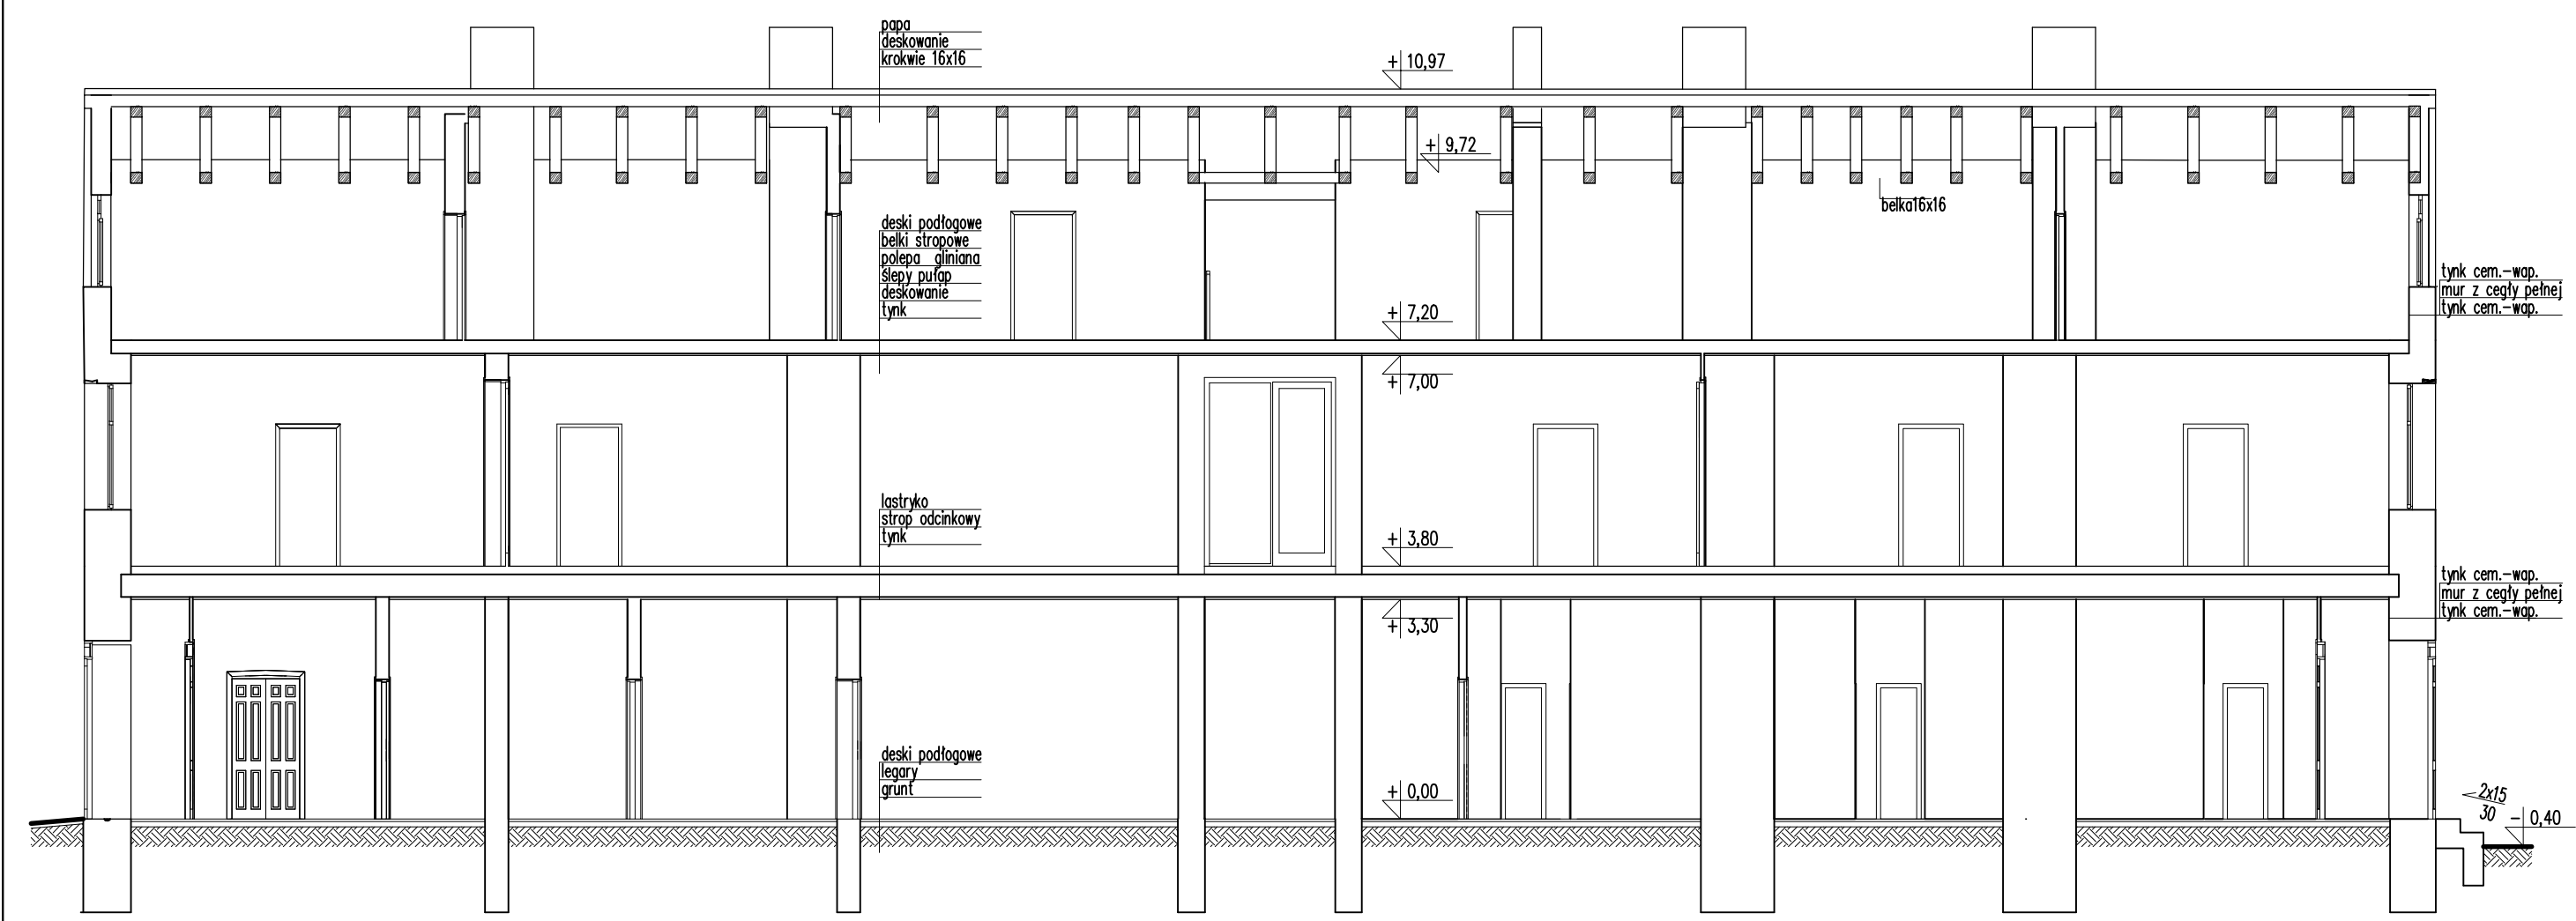 papa
deskowanie
krokwie 16x16
+ 10,97
+ 9,72
belka16x16
deski podłogowe
belki stropowe
polepa gliniana
ślepy pułap
deskowanie
tynk
+ 7,20
+ 7,00
tynk cem.-wap.
mur z cegły pełnej
tynk cem.-wap.
lastryko
strop odcinkowy
tynk
+ 3,80
+ 3,30
tynk cem.-wap.
mur z cegły pełnej
tynk cem.-wap.
deski podłogowe
legary
grunt
+ 0,00
2x15
30
- 0,40